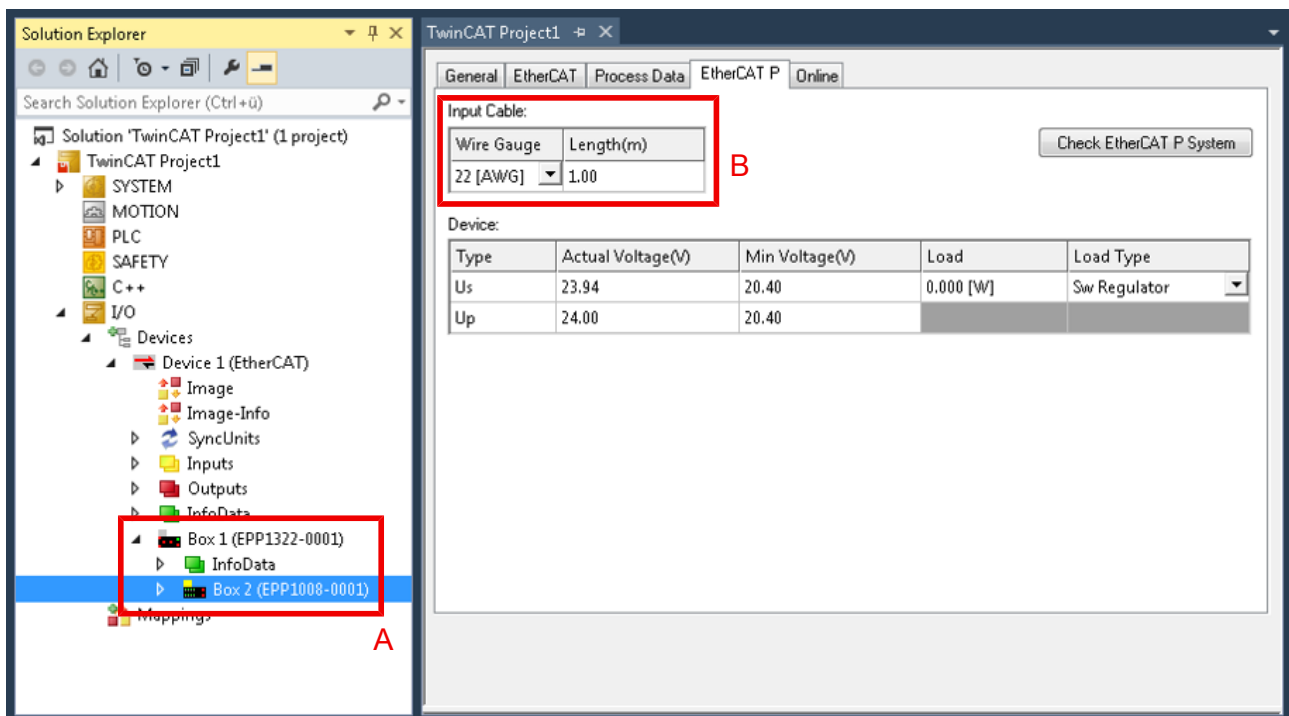 Solution Explorer
Search Solution Explorer (Ctrl+ü)
Solution 'TwinCAT Project1' (1 project)
TwinCAT Project1
SYSTEM
MOTION
PLC
SAFETY
C++
I/O
Devices
Device 1 (EtherCAT)
Image
Image-Info
SyncUnits
Inputs
Outputs
InfoData
Box 1 (EPP1322-0001)
InfoData
Box 2 (EPP1008-0001)
Mappings
A
TwinCAT Project1
General EtherCAT Process Data EtherCAT P Online
Input Cable:
Wire Gauge Length(m)
22 [AWG] 1.00
B
Check EtherCAT P System
Device:
Type Actual Voltage(V) Min Voltage(V) Load Load Type
Us 23.94 20.40 0.000 [W] Sw Regulator
Up 24.00 20.40